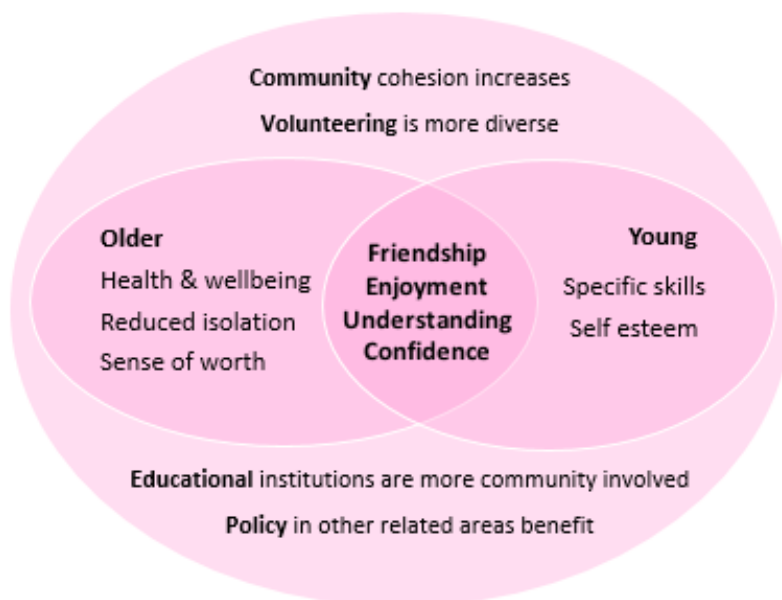 Community cohesion increases
Volunteering is more diverse
Older
Health & wellbeing
Reduced isolation
Sense of worth
Friendship
Enjoyment
Understanding
Confidence
Young
Specific skills
Self esteem
Educational institutions are more community involved
Policy in other related areas benefit